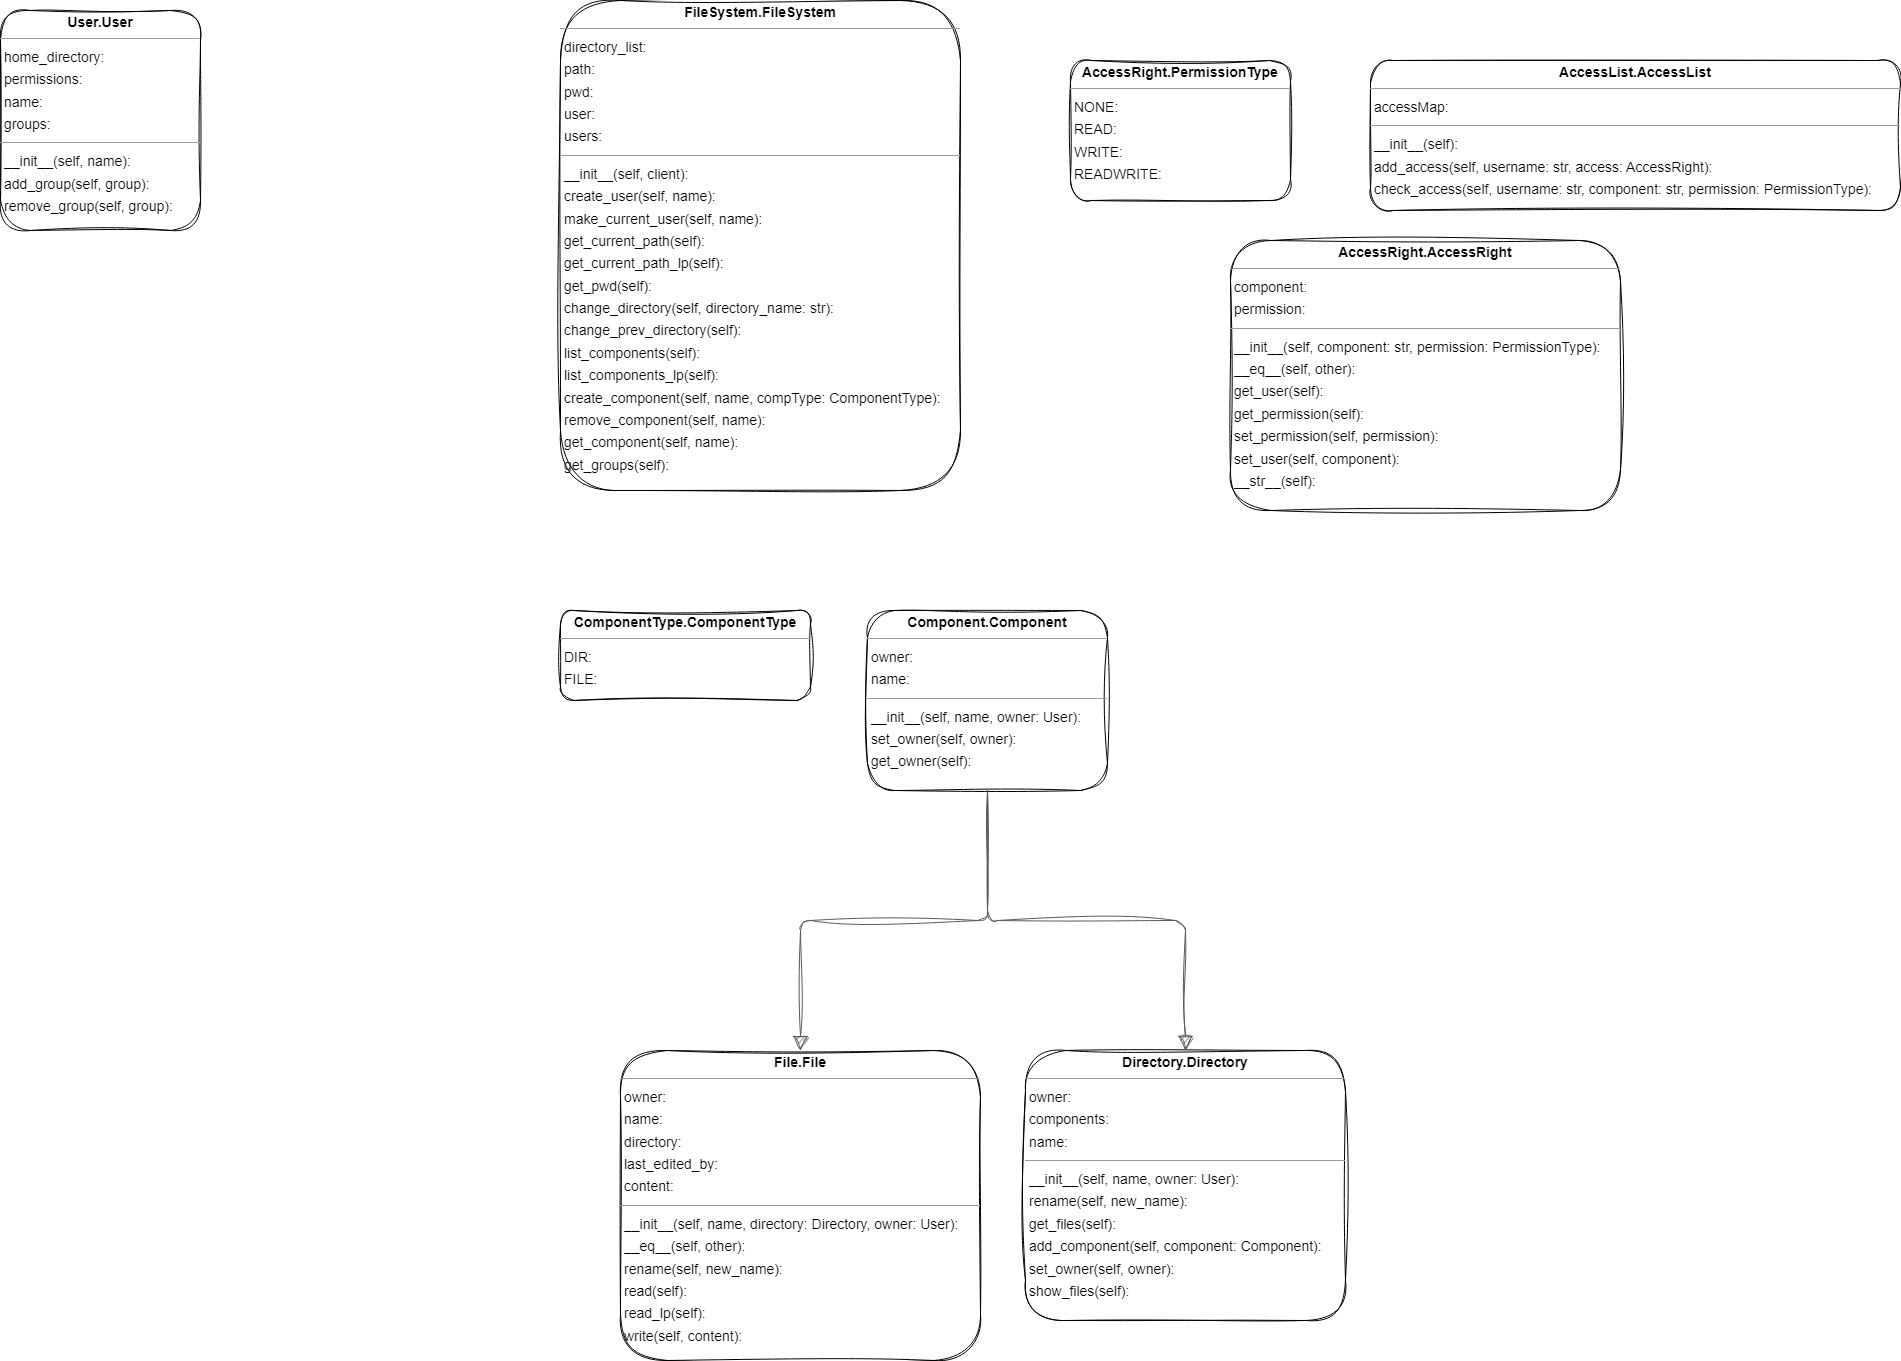 User.User
home_directory:
permissions:
name:
groups:
__init__(self, name):
add_group(self, group):
remove_group(self, group):
FileSystem.FileSystem
directory_list:
path:
pwd:
user:
users:
__init__(self, client):
create_user(self, name):
make_current_user(self, name):
get_current_path(self):
get_current_path_lp(self):
get_pwd(self):
change_directory(self, directory_name: str):
change_prev_directory(self):
list_components(self):
list_components_lp(self):
create_component(self, name, compType: ComponentType):
remove_component(self, name):
get_component(self, name):
get_groups(self):
AccessRight.PermissionType
NONE:
READ:
WRITE:
READWRITE:
AccessList.AccessList
accessMap:
__init__(self):
add_access(self, username: str, access: AccessRight):
check_access(self, username: str, component: str, permission: PermissionType):
AccessRight.AccessRight
component:
permission:
__init__(self, component: str, permission: PermissionType):
__eq__(self, other):
get_user(self):
get_permission(self):
set_permission(self, permission):
set_user(self, component):
__str__(self):
ComponentType.ComponentType
DIR:
FILE:
Component.Component
owner:
name:
__init__(self, name, owner: User):
set_owner(self, owner):
get_owner(self):
File.File
owner:
name:
directory:
last_edited_by:
content:
__init__(self, name, directory: Directory, owner: User):
__eq__(self, other):
rename(self, new_name):
read(self):
read_lp(self):
write(self, content):
Directory.Directory
owner:
components:
name:
__init__(self, name, owner: User):
rename(self, new_name):
get_files(self):
add_component(self, component: Component):
set_owner(self, owner):
show_files(self):